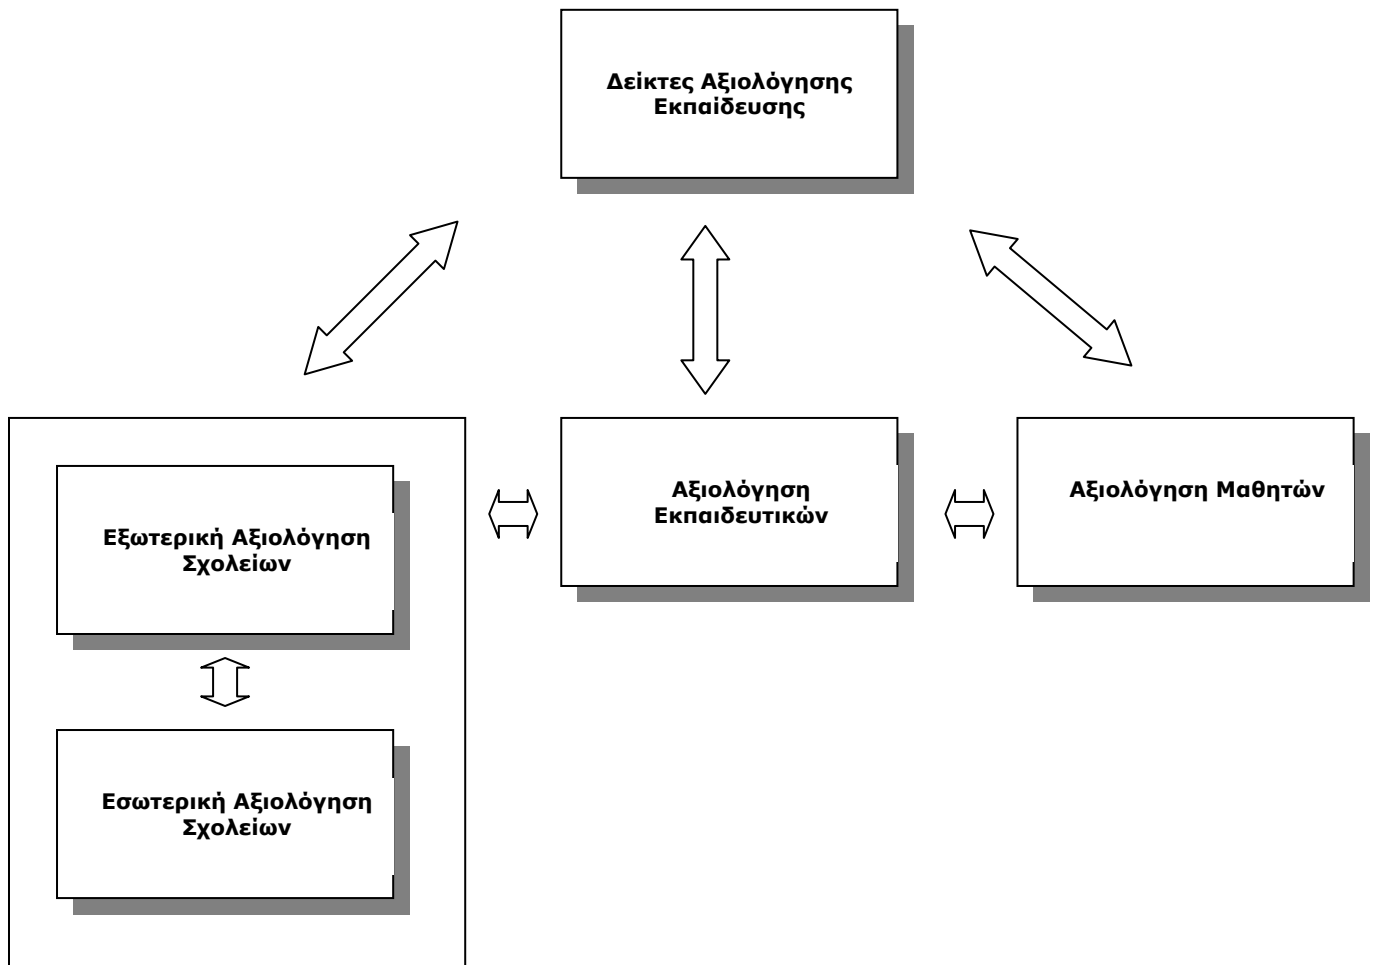 Δείκτες Αξιολόγησης
Εκπαίδευσης
Αξιολόγηση
Εκπαιδευτικών
Αξιολόγηση Μαθητών
Εξωτερική Αξιολόγηση
Σχολείων
Εσωτερική Αξιολόγηση
Σχολείων